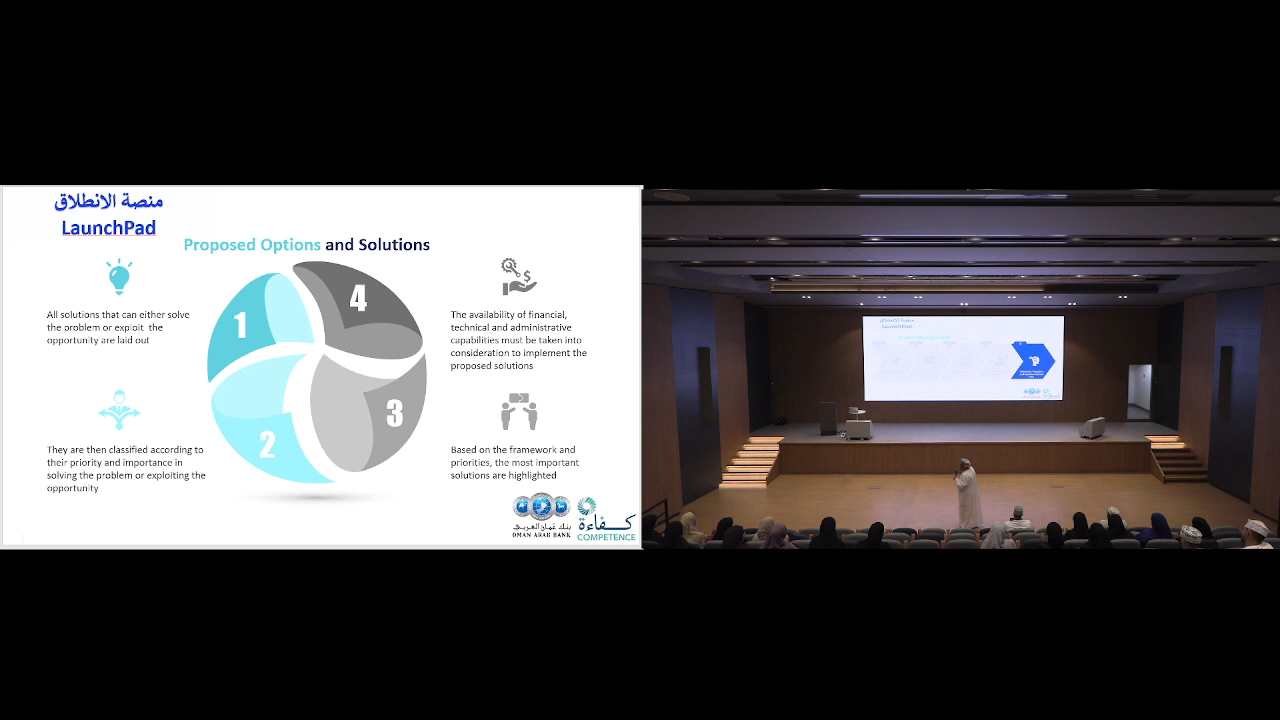 منصة الانطلاق
LaunchPad
Proposed Options and Solutions
All solutions that can either solve
the problem or exploit the
opportunity are laid out
1
4
The availability of financial,
technical and administrative
capabilities must be taken into
consideration to implement the
proposed solutions
They are then classified according to
their priority and importance in
solving the problem or exploiting the
opportunity
2
3
Based on the framework and
priorities, the most important
solutions are highlighted
بنك عُمان العربي
OMAN ARAB BANK
كفاءة
COMPETENCE
منصة الانطلاق
LaunchPad